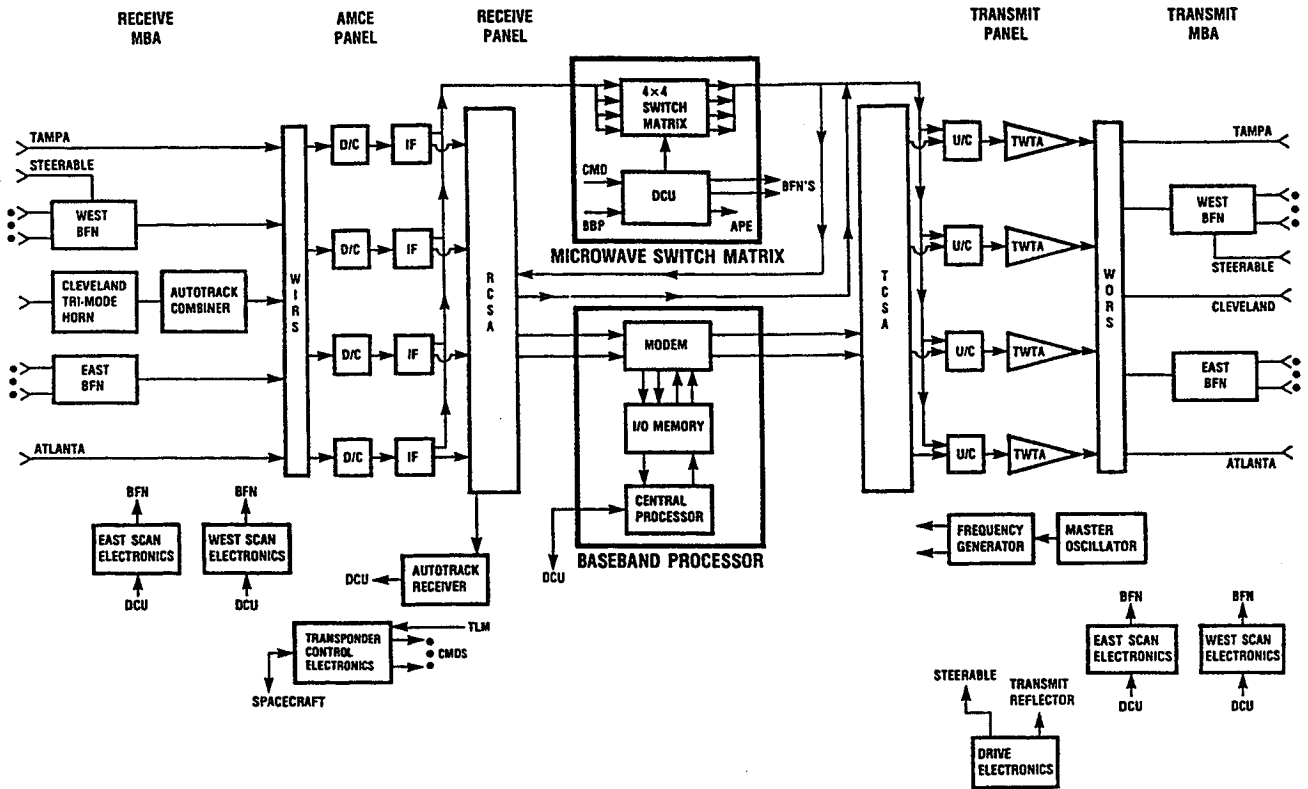 RECEIVE
MBA
AMCE
PANEL
RECEIVE
PANEL
TRANSMIT
PANEL
TRANSMIT
MBA
TAMPA
STEERABLE
WEST
BFN
CLEVELAND
TRI-MODE
HORN
AUTOTRACK
COMBINER
EAST
BFN
ATLANTA
WIRS
D/C
IF
D/C
IF
D/C
IF
D/C
IF
RCSA
4×4
SWITCH
MATRIX
CMD
BBP
DCU
BFN'S
APE
MICROWAVE SWITCH MATRIX
MODEM
I/O MEMORY
CENTRAL
PROCESSOR
DCU
BASEBAND PROCESSOR
TCSA
U/C
TWTA
U/C
TWTA
U/C
TWTA
U/C
TWTA
WORS
TAMPA
WEST
BFN
STEERABLE
CLEVELAND
EAST
BFN
ATLANTA
BFN
EAST SCAN
ELECTRONICS
DCU
BFN
WEST SCAN
ELECTRONICS
DCU
DCU
AUTOTRACK
RECEIVER
TRANSPONDER
CONTROL
ELECTRONICS
TLM
CMDS
SPACECRAFT
FREQUENCY
GENERATOR
MASTER
OSCILLATOR
BFN
EAST SCAN
ELECTRONICS
DCU
BFN
WEST SCAN
ELECTRONICS
DCU
STEERABLE
TRANSMIT
REFLECTOR
DRIVE
ELECTRONICS